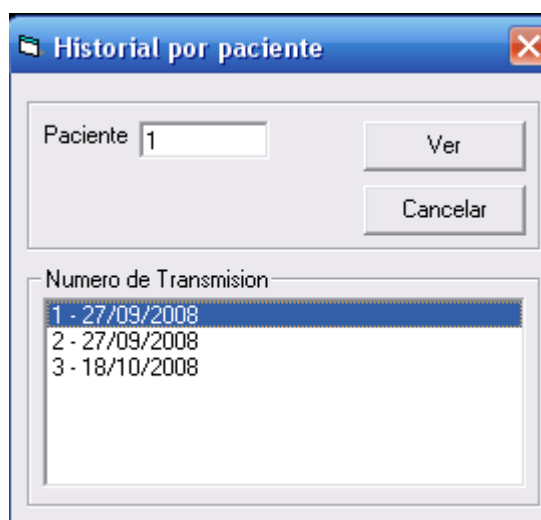 Historial por paciente
Paciente 1
Ver
Cancelar
Numero de Transmision
1 - 27/09/2008
2 - 27/09/2008
3 - 18/10/2008